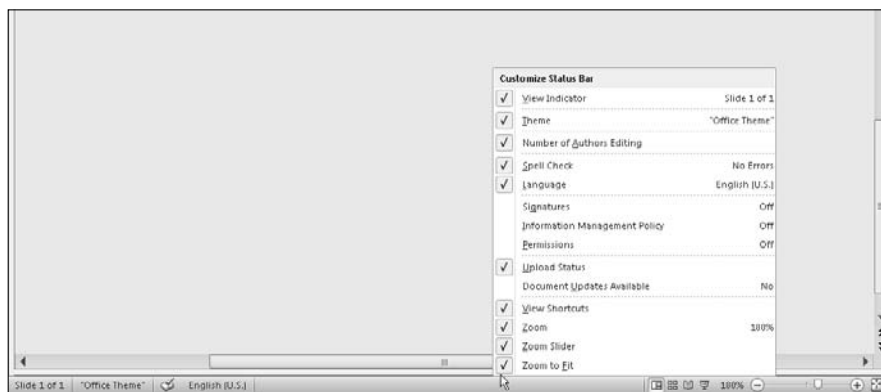 Customize Status Bar
View Indicator Slide 1 of 1
Theme "Office Theme"
Number of Authors Editing
Spell Check No Errors
Language English (U.S.)
Signatures Off
Information Management Policy Off
Permissions Off
Upload Status
Document Updates Available No
View Shortcuts
Zoom 100%
Zoom Slider
Zoom to Fit
Slide 1 of 1 "Office Theme" English (U.S.) 100%